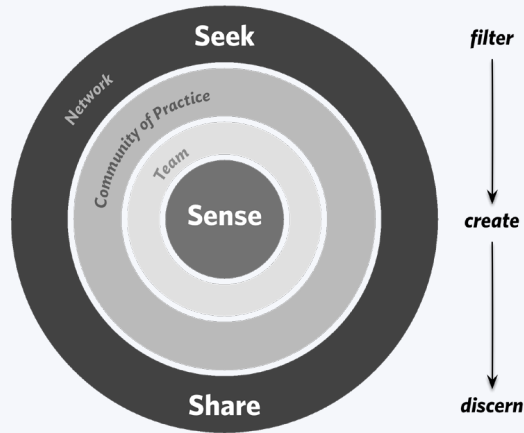 Seek
filter
Network
Community of Practice
Team
Sense
create
Share
discern